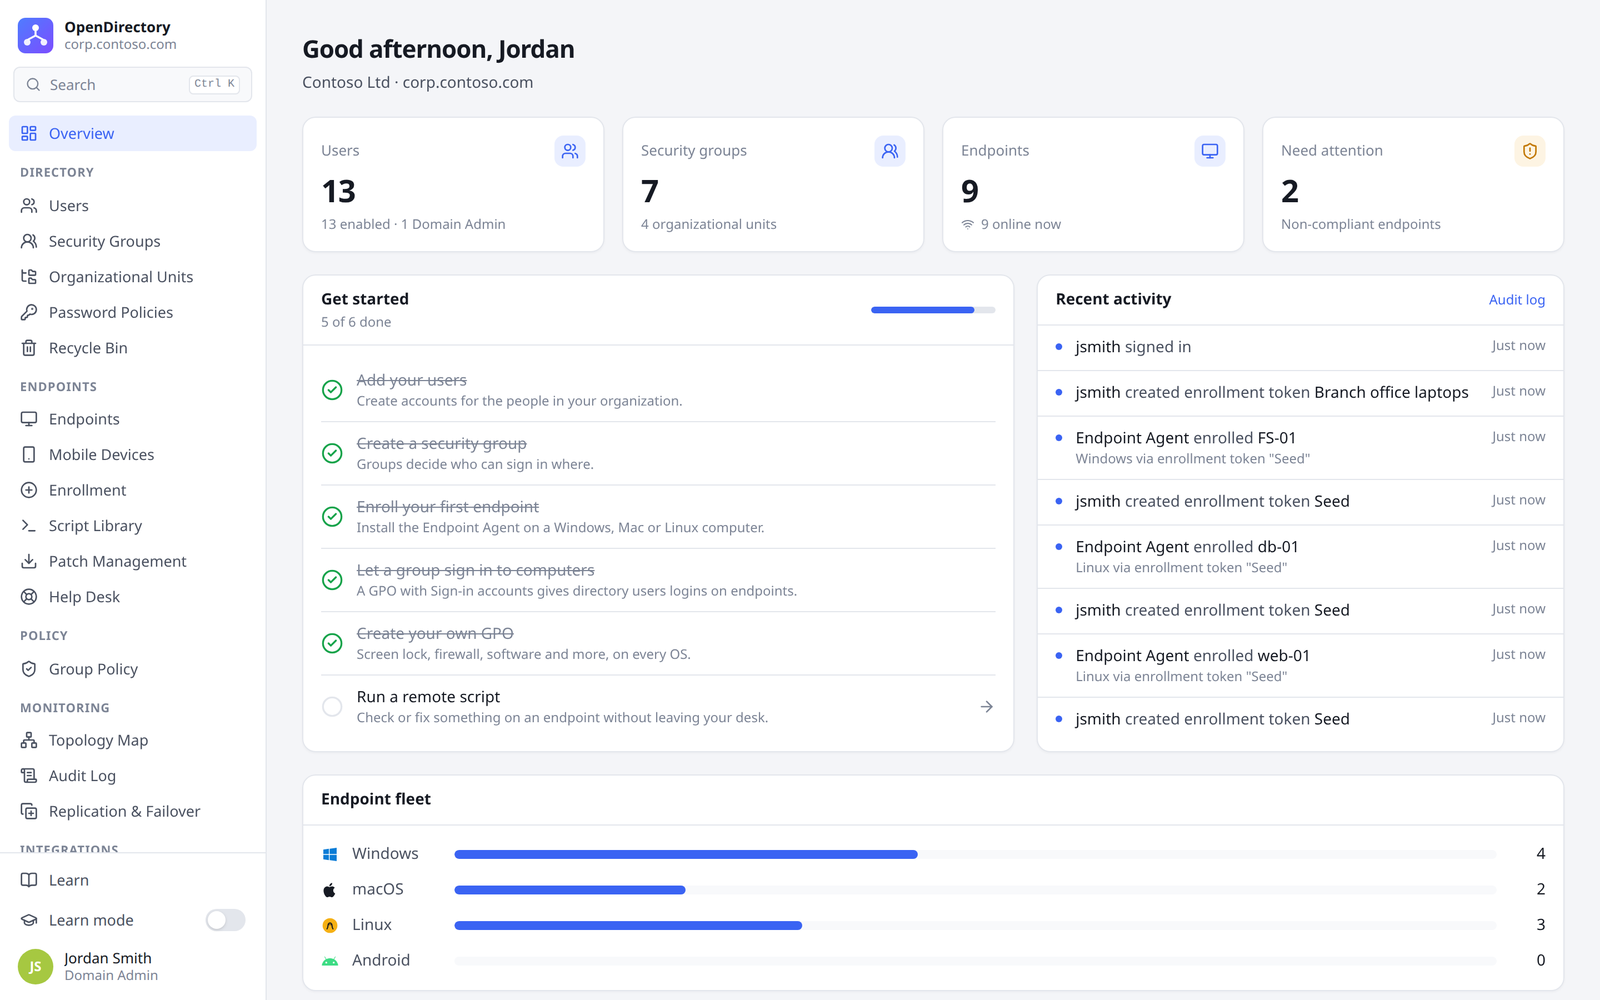 OpenDirectory
corp.contoso.com
Search
Ctrl K
Overview
DIRECTORY
Users
Security Groups
Organizational Units
Password Policies
Recycle Bin
ENDPOINTS
Endpoints
Mobile Devices
Enrollment
Script Library
Patch Management
Help Desk
POLICY
Group Policy
MONITORING
Topology Map
Audit Log
Replication & Failover
INTEGRATIONS
Learn
Learn mode
JS
Jordan Smith
Domain Admin
Good afternoon, Jordan
Contoso Ltd · corp.contoso.com
Users
13
13 enabled · 1 Domain Admin
Security groups
7
4 organizational units
Endpoints
9
9 online now
Need attention
2
Non-compliant endpoints
Get started
5 of 6 done
Add your users
Create accounts for the people in your organization.
Create a security group
Groups decide who can sign in where.
Enroll your first endpoint
Install the Endpoint Agent on a Windows, Mac or Linux computer.
Let a group sign in to computers
A GPO with Sign-in accounts gives directory users logins on endpoints.
Create your own GPO
Screen lock, firewall, software and more, on every OS.
Run a remote script
Check or fix something on an endpoint without leaving your desk.
Recent activity
Audit log
jsmith signed in
Just now
jsmith created enrollment token Branch office laptops
Just now
Endpoint Agent enrolled FS-01
Just now
Windows via enrollment token "Seed"
jsmith created enrollment token Seed
Just now
Endpoint Agent enrolled db-01
Just now
Linux via enrollment token "Seed"
jsmith created enrollment token Seed
Just now
Endpoint Agent enrolled web-01
Just now
Linux via enrollment token "Seed"
jsmith created enrollment token Seed
Just now
Endpoint fleet
Windows
4
macOS
2
Linux
3
Android
0